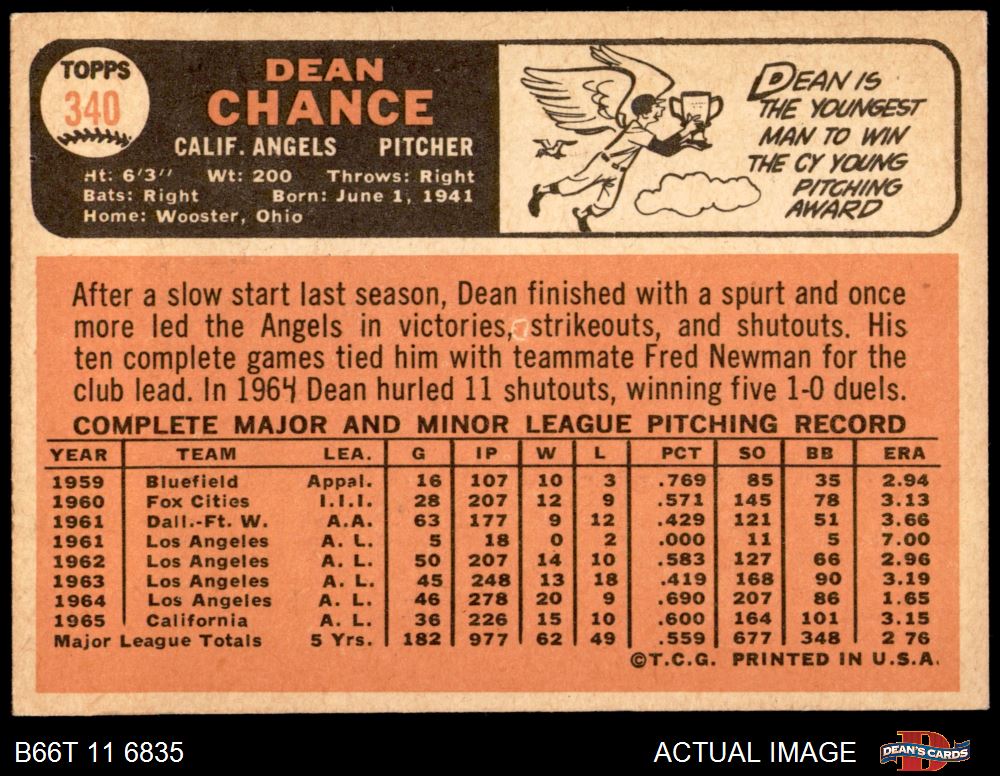 TOPPS
340
DEAN
CHANCE
CALIF. ANGELS PITCHER
Ht: 6'3" Wt: 200 Throws: Right
Bats: Right Born: June 1, 1941
Home: Wooster, Ohio
DEAN IS
THE YOUNGEST
MAN TO WIN
THE CY YOUNG
PITCHING
AWARD
After a slow start last season, Dean finished with a spurt and once
more led the Angels in victories, strikeouts, and shutouts. His
ten complete games tied him with teammate Fred Newman for the
club lead. In 1964 Dean hurled 11 shutouts, winning five 1-0 duels.
COMPLETE MAJOR AND MINOR LEAGUE PITCHING RECORD
YEAR TEAM LEA. G IP W L PCT SO BB ERA
1959 Bluefield Appal. 16 107 10 3 .769 85 35 2.94
1960 Fox Cities I.I.I. 28 207 12 9 .571 145 78 3.13
1961 Dall.-Ft. W. A.A. 63 177 9 12 .429 121 51 3.66
1961 Los Angeles A. L. 5 18 0 2 .000 11 5 7.00
1962 Los Angeles A. L. 50 207 14 10 .583 127 66 2.96
1963 Los Angeles A. L. 45 248 13 18 .419 168 90 3.19
1964 Los Angeles A. L. 46 278 20 9 .690 207 86 1.65
1965 California A. L. 36 226 15 10 .600 164 101 3.15
Major League Totals 5 Yrs. 182 977 62 49 .559 677 348 2 76
©T.C.G. PRINTED IN U.S.A.
B66T 11 6835
ACTUAL IMAGE
DEAN'S CARDS